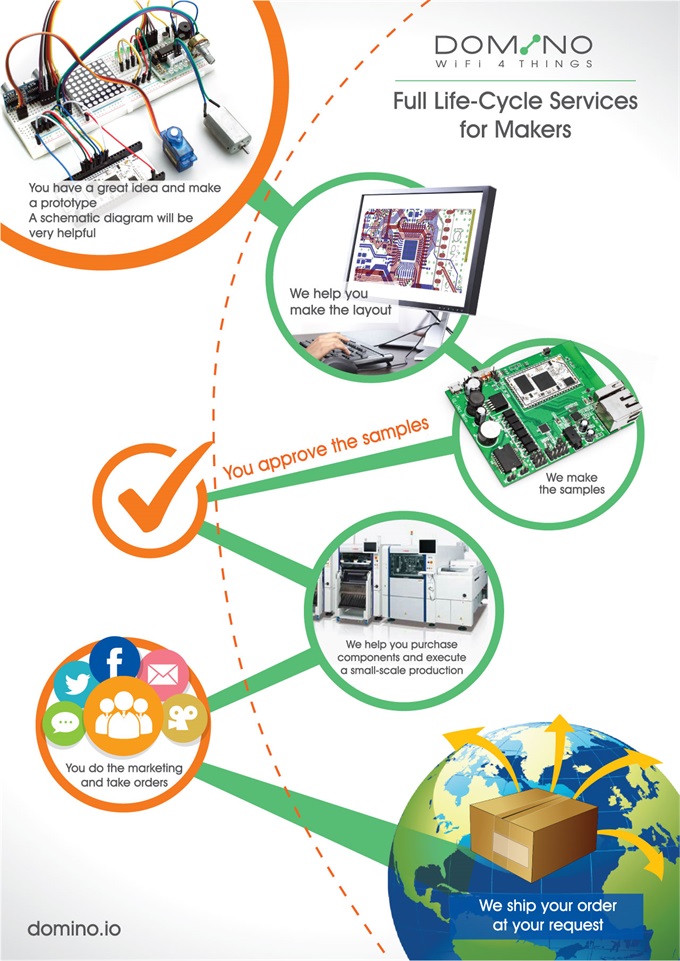 DOMINO
WiFi 4 THINGS
Full Life-Cycle Services
for Makers
You have a great idea and make
a prototype
A schematic diagram will be
very helpful
We help you
make the layout
We make
the samples
You approve the samples
We help you purchase
components and execute
a small-scale production
You do the marketing
and take orders
We ship your order
at your request
domino.io